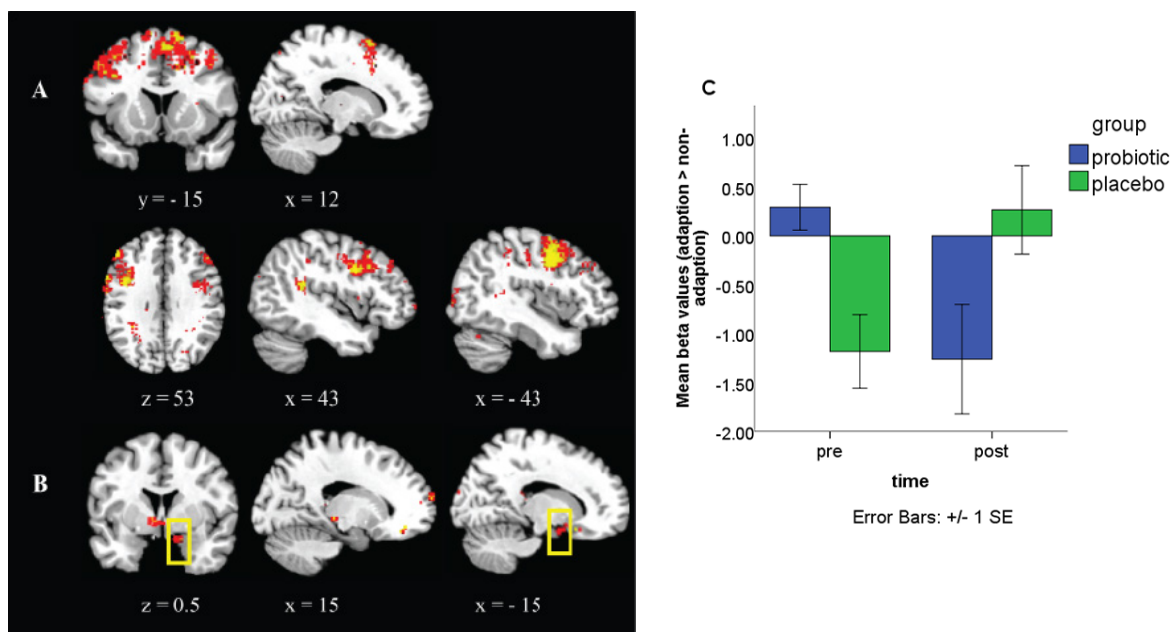 A
y = - 15
x = 12
z = 53
x = 43
x = - 43
B
z = 0.5
x = 15
x = - 15
C
Mean beta values (adaption > non-
adaption)
1.00
0.50
0.00
-0.50
-1.00
-1.50
-2.00
pre
post
time
Error Bars: +/- 1 SE
group
probiotic
placebo